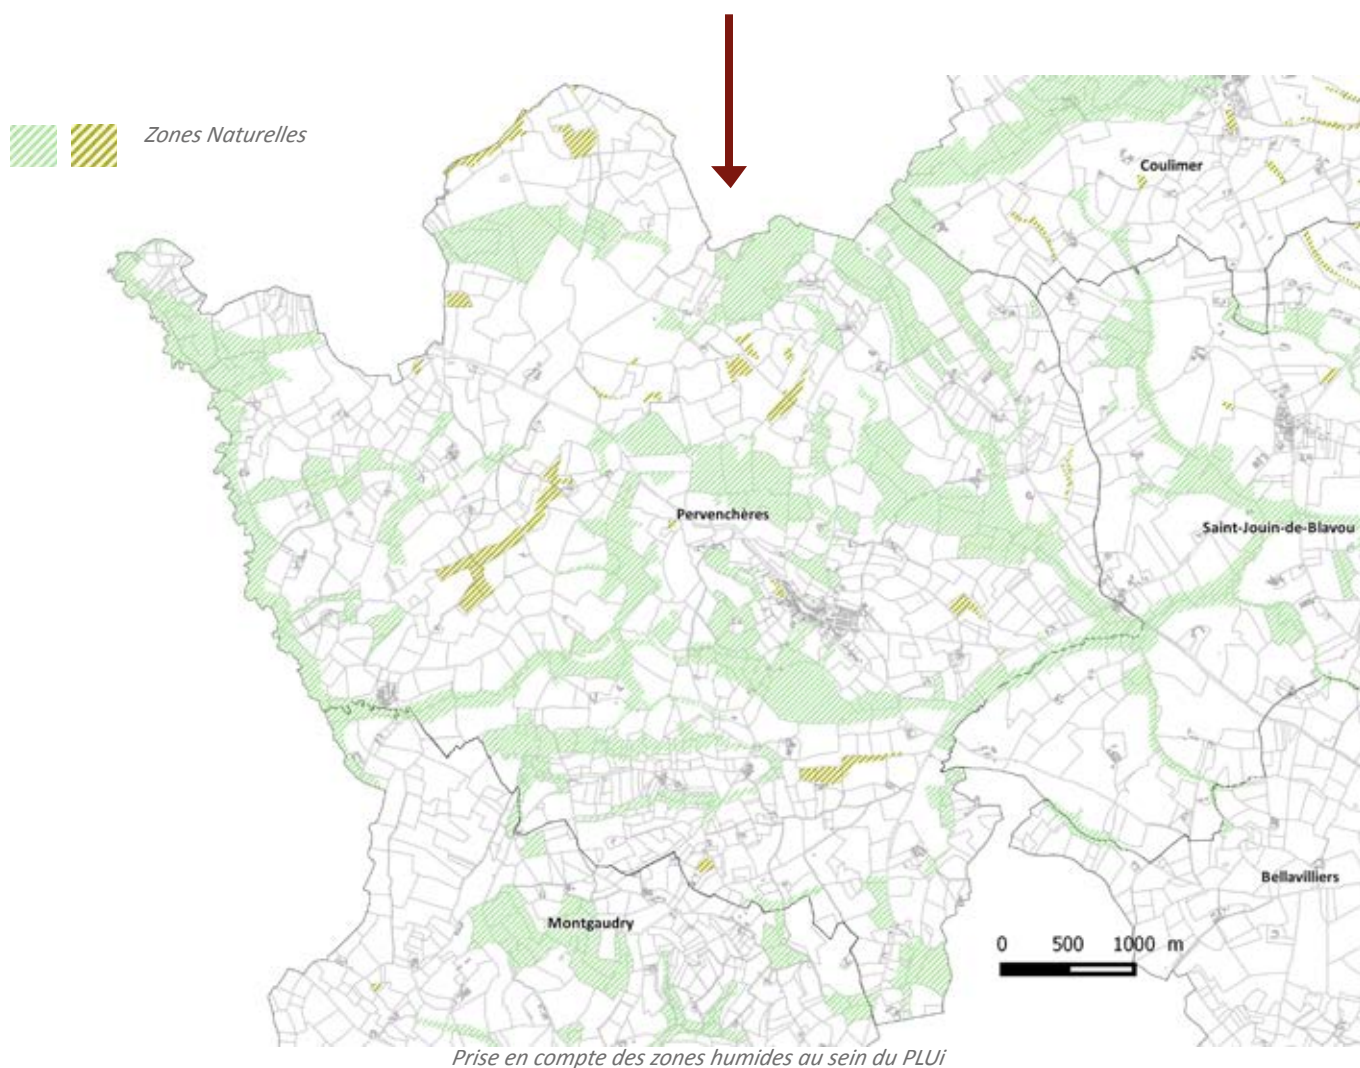 Zones Naturelles
Coulimer
Pervenchères
Saint-Jouin-de-Blavou
Bellavilliers
Montgaudry
0 500 1000 m
Prise en compte des zones humides au sein du PLUi